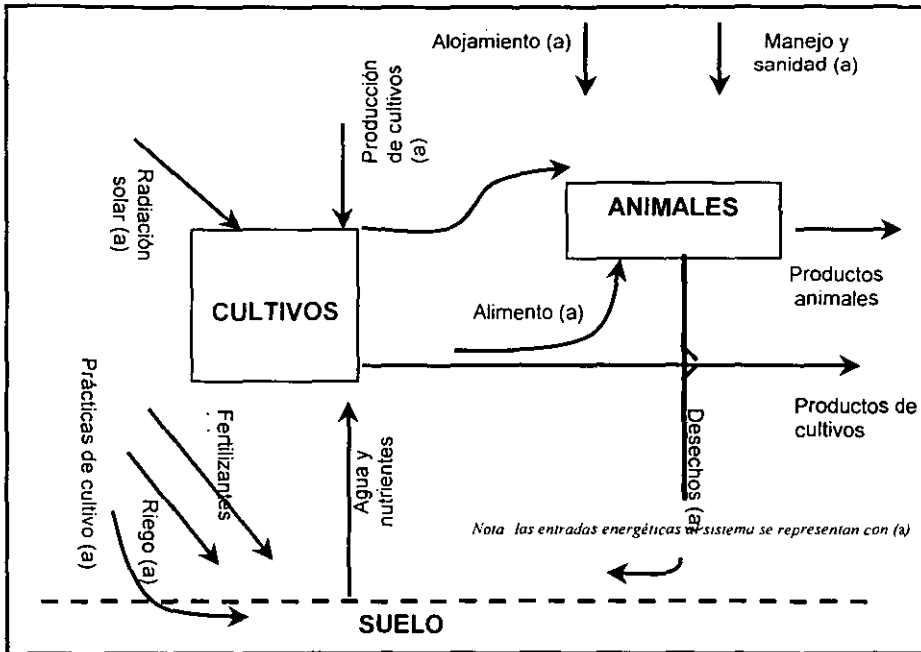 Alojamiento (a)
Manejo y
sanidad (a)
Producción
de cultivos
(a)
Radiación
solar (a)
ANIMALES
Productos
animales
CULTIVOS
Alimento (a)
Productos de
cultivos
Prácticas de cultivo (a)
Fertilizantes
Riego (a)
Agua y
nutrientes
Desechos (a)
Nota las entradas energéticas al sistema se representan con (a)
SUELO